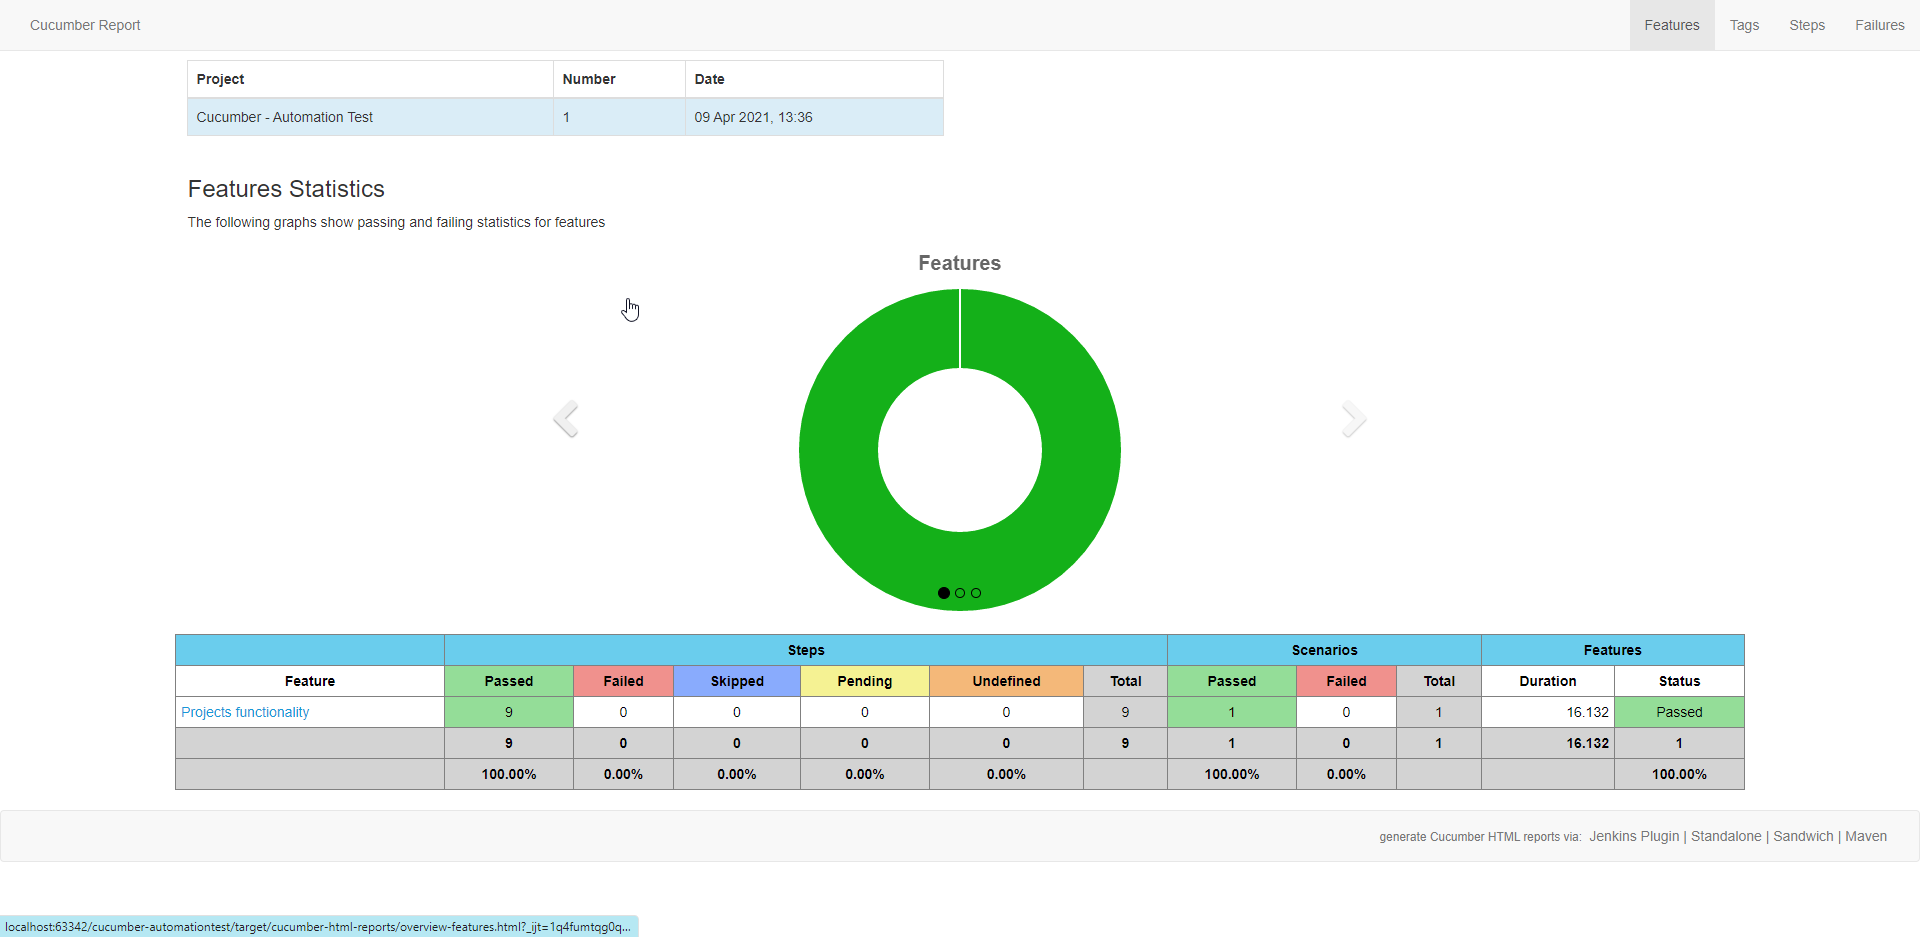 Cucumber Report Features Tags Steps Failures
Project Number Date
Cucumber - Automation Test 1 09 Apr 2021, 13:36
Features Statistics
The following graphs show passing and failing statistics for features
Features
Steps Scenarios Features
Feature Passed Failed Skipped Pending Undefined Total Passed Failed Total Duration Status
Projects functionality 9 0 0 0 0 9 1 0 1 16.132 Passed
9 0 0 0 0 9 1 0 1 16.132 1
100.00% 0.00% 0.00% 0.00% 0.00% 100.00% 0.00% 100.00%
generate Cucumber HTML reports via: Jenkins Plugin | Standalone | Sandwich | Maven
localhost:63342/cucumber-automationtest/target/cucumber-html-reports/overview-features.html?_ijt=1q4fumtqg0q...